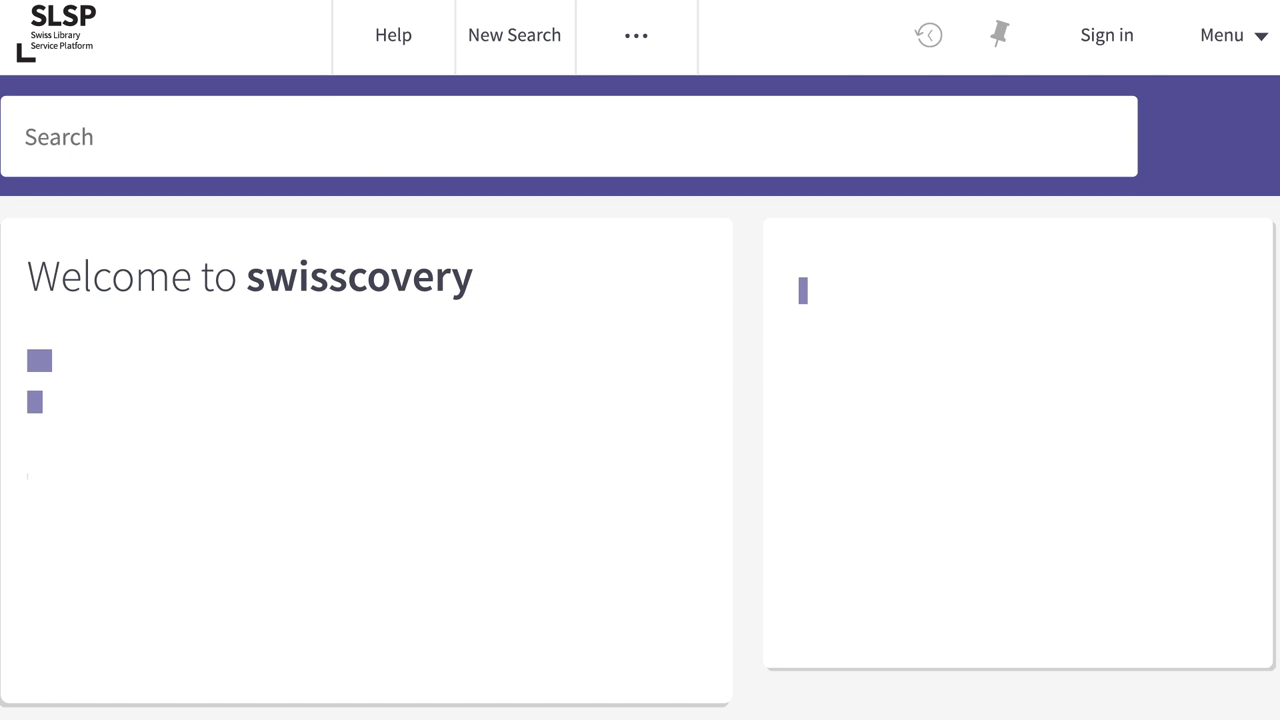 SLSP
Swiss Library
Service Platform
Help
New Search
Sign in
Menu
Search
Welcome to swisscovery